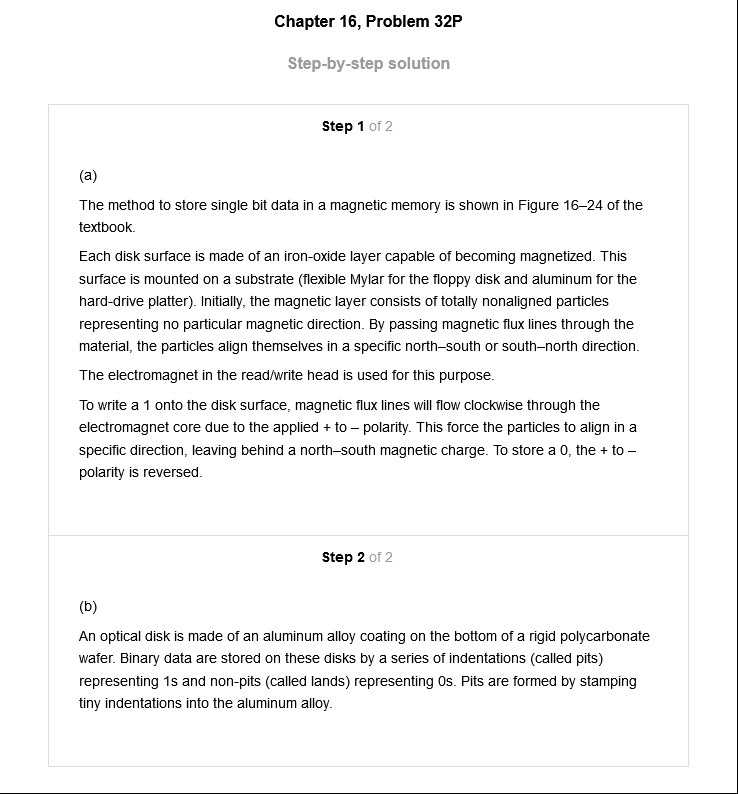 Chapter 16, Problem 32P
Step-by-step solution
Step 1 of 2
(a)
The method to store single bit data in a magnetic memory is shown in Figure 16–24 of the
textbook.
Each disk surface is made of an iron-oxide layer capable of becoming magnetized. This
surface is mounted on a substrate (flexible Mylar for the floppy disk and aluminum for the
hard-drive platter). Initially, the magnetic layer consists of totally nonaligned particles
representing no particular magnetic direction. By passing magnetic flux lines through the
material, the particles align themselves in a specific north–south or south–north direction.
The electromagnet in the read/write head is used for this purpose.
To write a 1 onto the disk surface, magnetic flux lines will flow clockwise through the
electromagnet core due to the applied + to – polarity. This force the particles to align in a
specific direction, leaving behind a north–south magnetic charge. To store a 0, the + to –
polarity is reversed.
Step 2 of 2
(b)
An optical disk is made of an aluminum alloy coating on the bottom of a rigid polycarbonate
wafer. Binary data are stored on these disks by a series of indentations (called pits)
representing 1s and non-pits (called lands) representing 0s. Pits are formed by stamping
tiny indentations into the aluminum alloy.